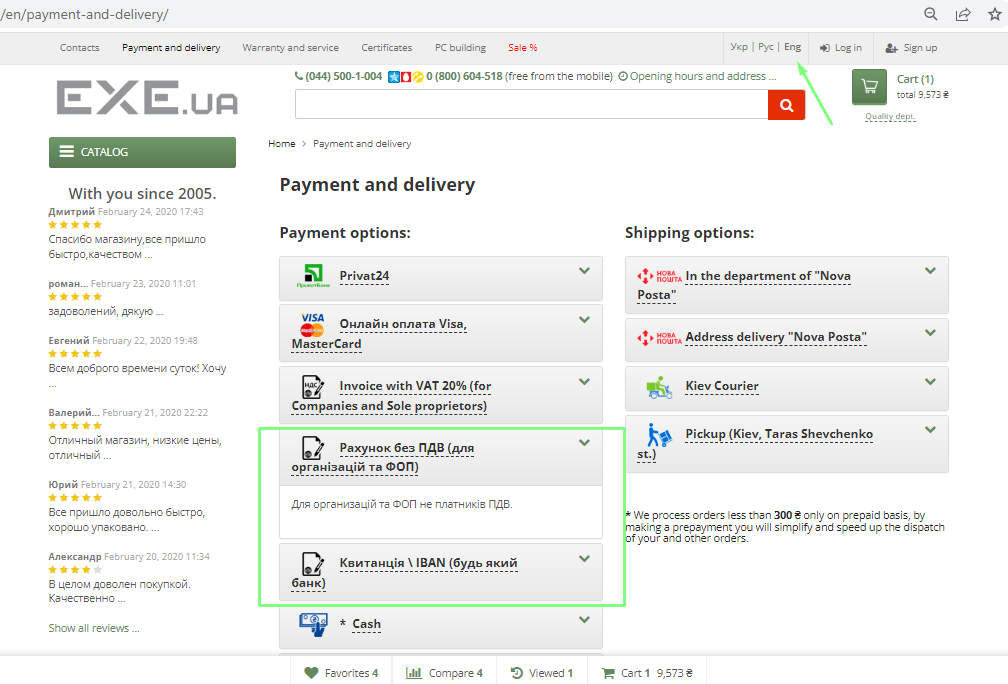 /en/payment-and-delivery/
Contacts Payment and delivery Warranty and service Certificates PC building Sale % Укр | Рус | Eng Log in Sign up
EXE.UA
(044) 500-1-004 0 (800) 604-518 (free from the mobile) Opening hours and address ...
Cart (1)
total 9,573 ₴
Quality dept.
CATALOG
Home > Payment and delivery
With you since 2005.
Дмитрий February 24, 2020 17:43
Спасибо магазину,все пришло
быстро,качеством ...
роман... February 23, 2020 11:01
задоволений, дякую ...
Евгений February 22, 2020 19:48
Всем доброго времени суток! Хочу
...
Валерий... February 21, 2020 22:22
Отличный магазин, низкие цены,
отличный ...
Юрий February 21, 2020 14:30
Все пришло довольно быстро,
хорошо упаковано. ...
Александр February 20, 2020 11:34
В целом доволен покупкой.
Качественно ...
Show all reviews ...
Payment and delivery
Payment options:
ПриватБанк Privat24
VISA
MasterCard
Онлайн оплата Visa,
MasterCard
НДС
Invoice with VAT 20% (for
Companies and Sole proprietors)
Рахунок без ПДВ (для
організацій та ФОП)
Для организацій та ФОП не платників ПДВ.
Квитанція \ IBAN (будь який
банк)
* Cash
Shipping options:
НОВА
ПОШТА
In the department of "Nova
Posta"
НОВА
ПОШТА
Address delivery "Nova Posta"
Kiev Courier
Pickup (Kiev, Taras Shevchenko
st.)
* We process orders less than 300 ₴ only on prepaid basis, by
making a prepayment you will simplify and speed up the dispatch
of your and other orders.
Favorites 4 Compare 4 Viewed 1 Cart 1 9,573 ₴